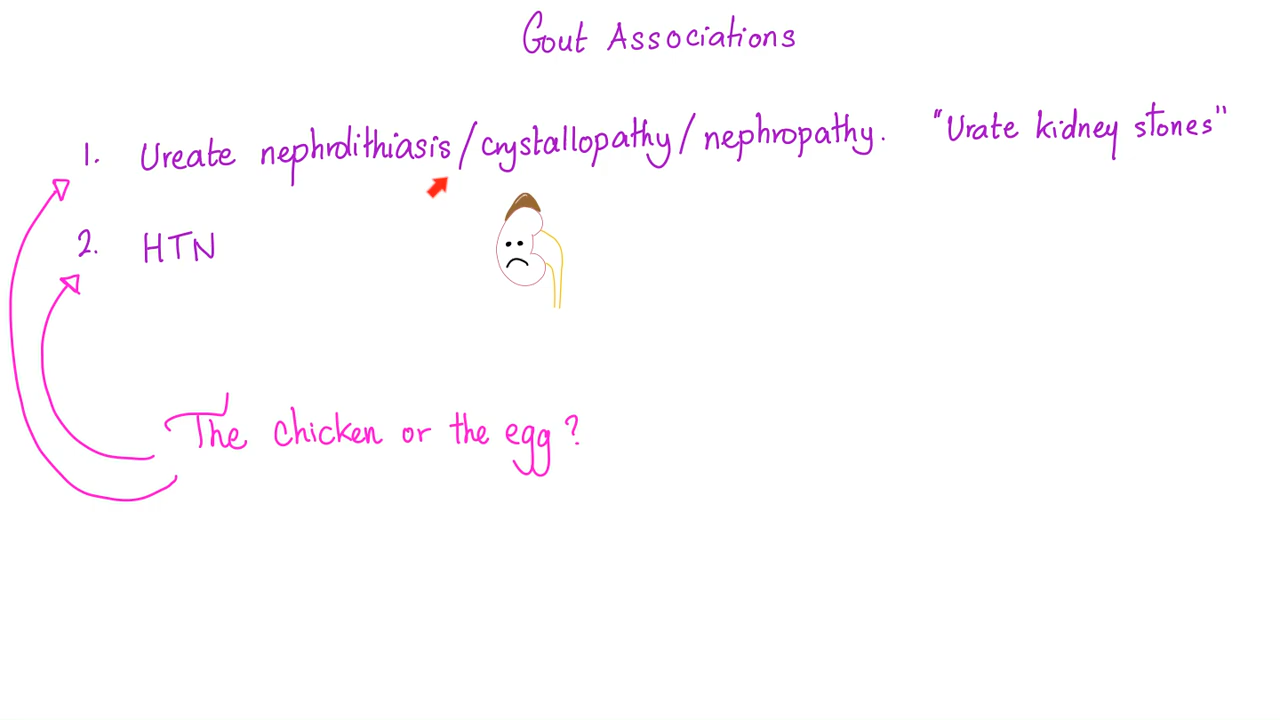 Gout Associations
1. Ureate nephrolithiasis/crystallopathy/nephropathy. "Urate kidney stones"
2. HTN
The chicken or the egg?